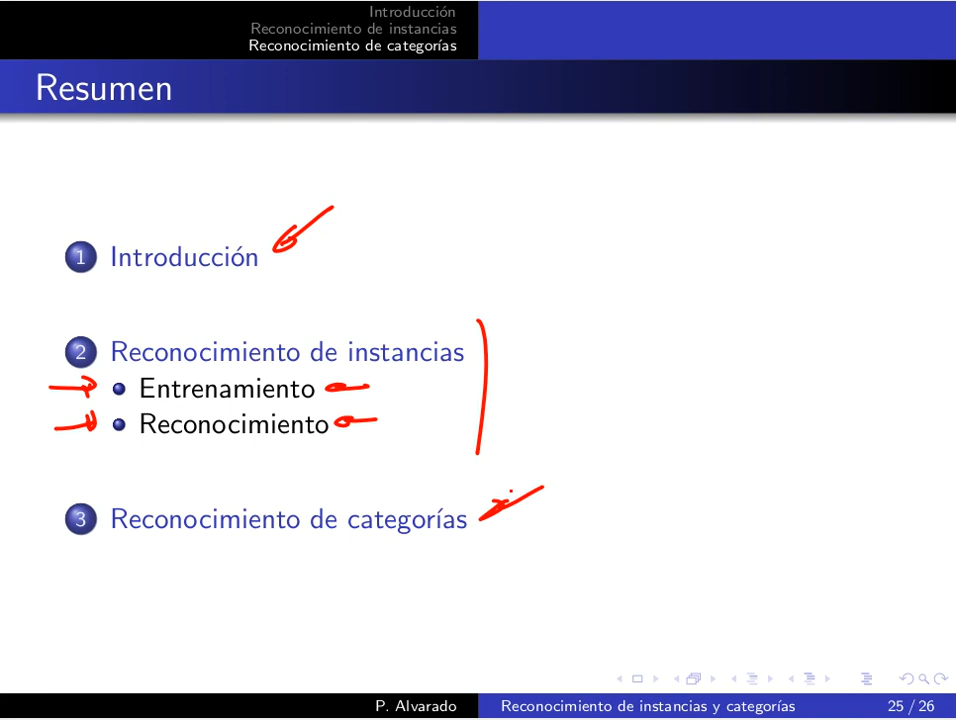 Introducción
Reconocimiento de instancias
Reconocimiento de categorías
Resumen
1 Introducción
2 Reconocimiento de instancias
Entrenamiento
Reconocimiento
3 Reconocimiento de categorías
P. Alvarado Reconocimiento de instancias y categorías 25 / 26